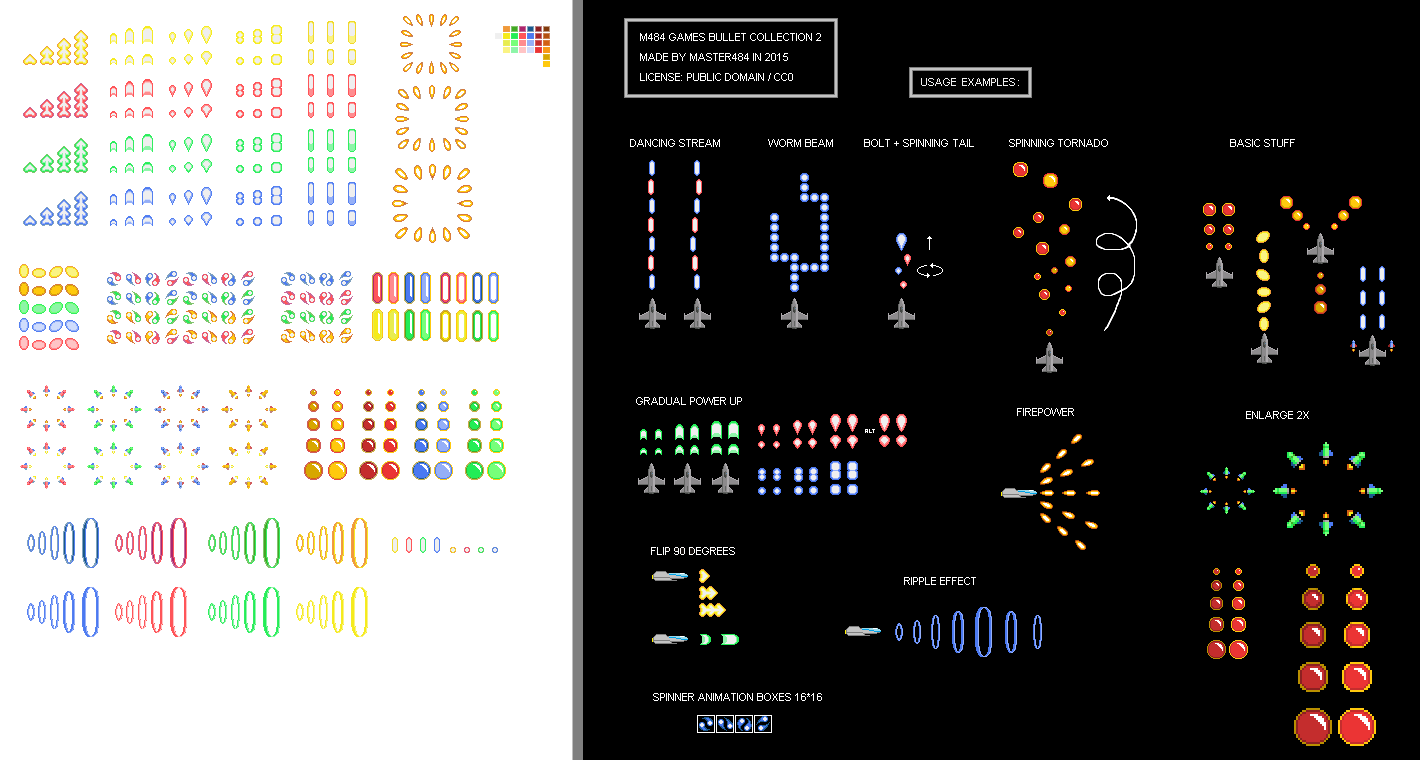 M484 GAMES BULLET COLLECTION 2
MADE BY MASTER484 IN 2015
LICENSE: PUBLIC DOMAIN / CC0
USAGE EXAMPLES:
DANCING STREAM
WORM BEAM
BOLT + SPINNING TAIL
SPINNING TORNADO
BASIC STUFF
GRADUAL POWER UP
ALT
FIREPOWER
ENLARGE 2X
FLIP 90 DEGREES
RIPPLE EFFECT
SPINNER ANIMATION BOXES 16*16